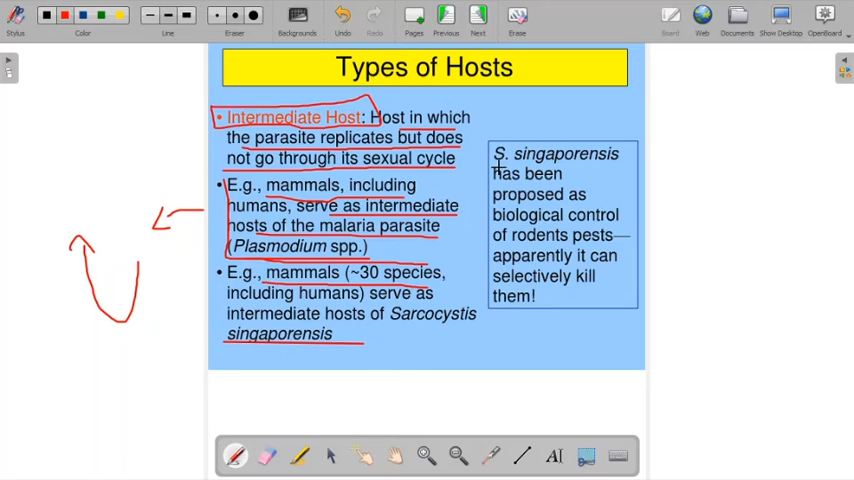 Stylus
Color
Line
Eraser
Backgrounds
Undo
Redo
Pages
Previous
Next
Erase
Board
Web
Documents
Show Desktop
OpenBoard
Types of Hosts
• Intermediate Host: Host in which
the parasite replicates but does
not go through its sexual cycle
• E.g., mammals, including
humans, serve as intermediate
hosts of the malaria parasite
(Plasmodium spp.)
• E.g., mammals (~30 species,
including humans) serve as
intermediate hosts of Sarcocystis
singaporensis
S. singaporensis
has been
proposed as
biological control
of rodents pests—
apparently it can
selectively kill
them!
AI